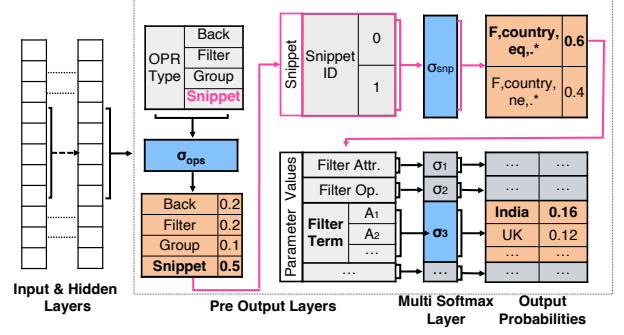 OPR
Type
Back
Filter
Group
Snippet
σops
Back 0.2
Filter 0.2
Group 0.1
Snippet 0.5
Snippet
Snippet
ID
0
1
σsnp
F,country,
eq,.* 0.6
F,country,
ne,.* 0.4
Parameter Values
Filter Attr.
Filter Op.
Filter
Term
A1
A2
...
...
σ1
σ2
σ3
...
... ...
... ...
India 0.16
UK 0.12
... ...
... ...
Input & Hidden
Layers
Pre Output Layers
Multi Softmax
Layer
Output
Probabilities